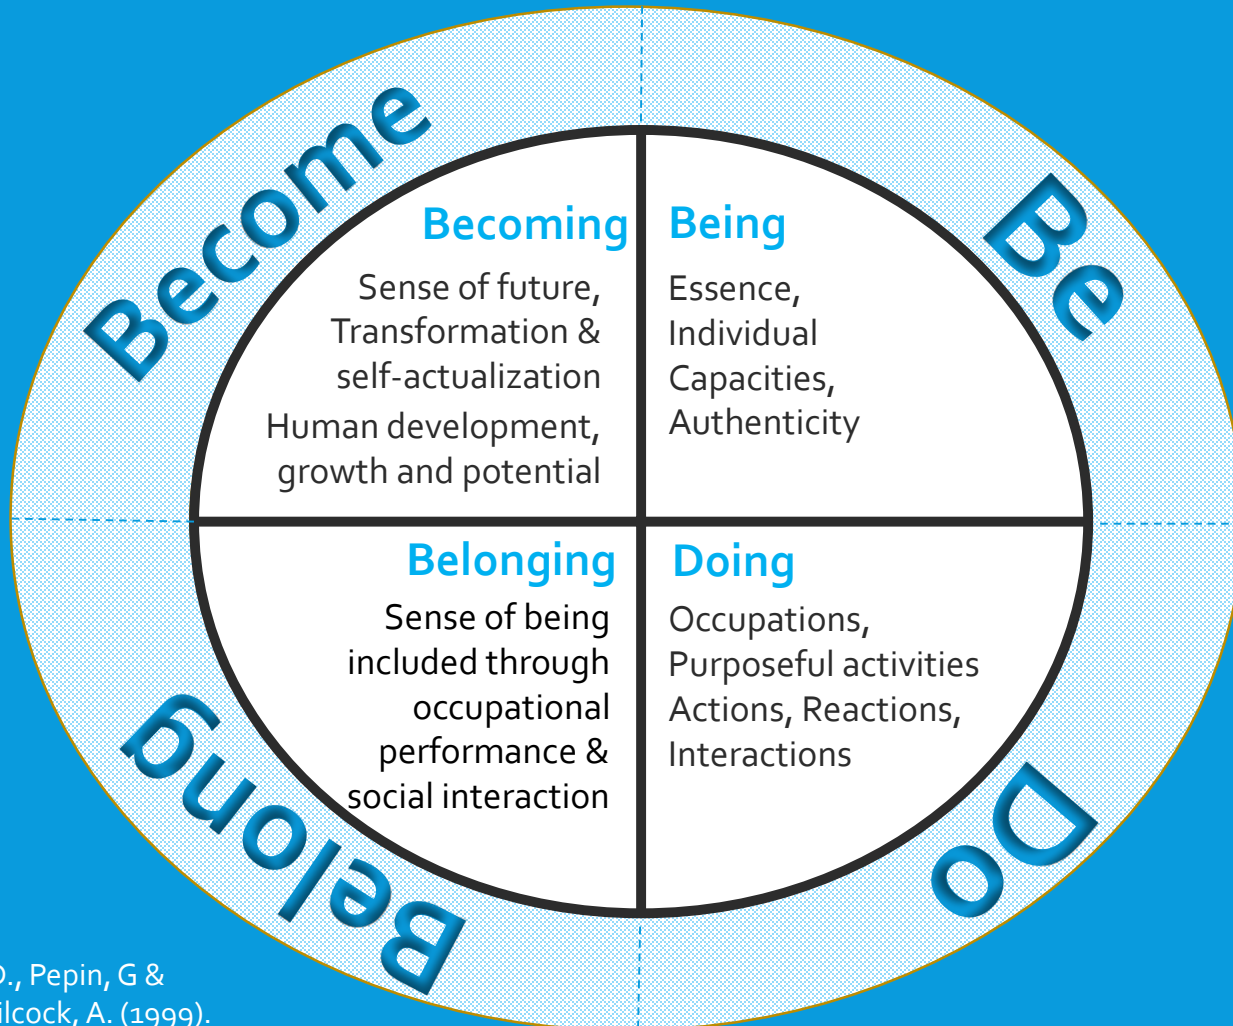 Become
Be
Becoming
Sense of future,
Transformation &
self-actualization
Human development,
growth and potential
Being
Essence,
Individual
Capacities,
Authenticity
Belonging
Sense of being
included through
occupational
performance &
social interaction
Doing
Occupations,
Purposeful activities
Actions, Reactions,
Interactions
Belong
Do
Pepin, G &
A. (1999).